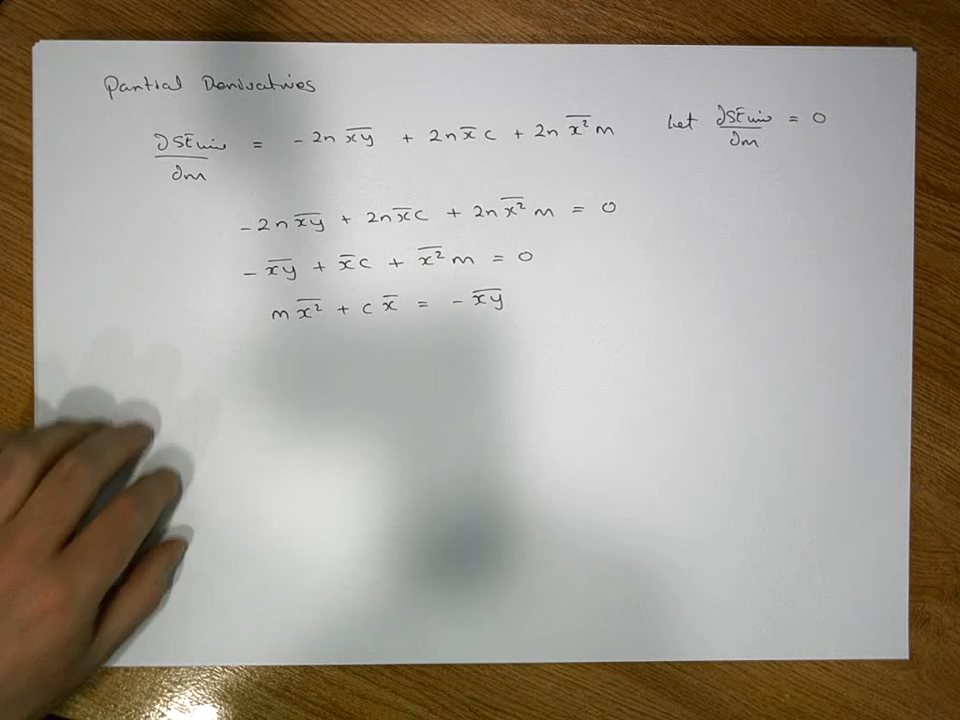 Partial Derivatives
∂SE_line/∂m = -2n x̅y̅ + 2n x̅ c + 2n x̅²̅ m    Let ∂SE_line/∂m = 0
-2n x̅y̅ + 2n x̅ c + 2n x̅²̅ m = 0
- x̅y̅ + x̅ c + x̅²̅ m = 0
m x̅²̅ + c x̅ = - x̅y̅